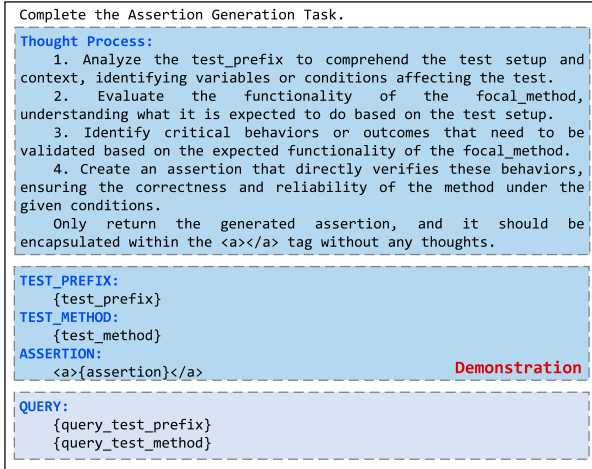 Complete the Assertion Generation Task.
Thought Process:
1. Analyze the test_prefix to comprehend the test setup and
context, identifying variables or conditions affecting the test.
2. Evaluate the functionality of the focal_method,
understanding what it is expected to do based on the test setup.
3. Identify critical behaviors or outcomes that need to be
validated based on the expected functionality of the focal_method.
4. Create an assertion that directly verifies these behaviors,
ensuring the correctness and reliability of the method under the
given conditions.
Only return the generated assertion, and it should be
encapsulated within the <a></a> tag without any thoughts.
TEST_PREFIX:
{test_prefix}
TEST_METHOD:
{test_method}
ASSERTION:
<a>{assertion}</a>
Demonstration
QUERY:
{query_test_prefix}
{query_test_method}